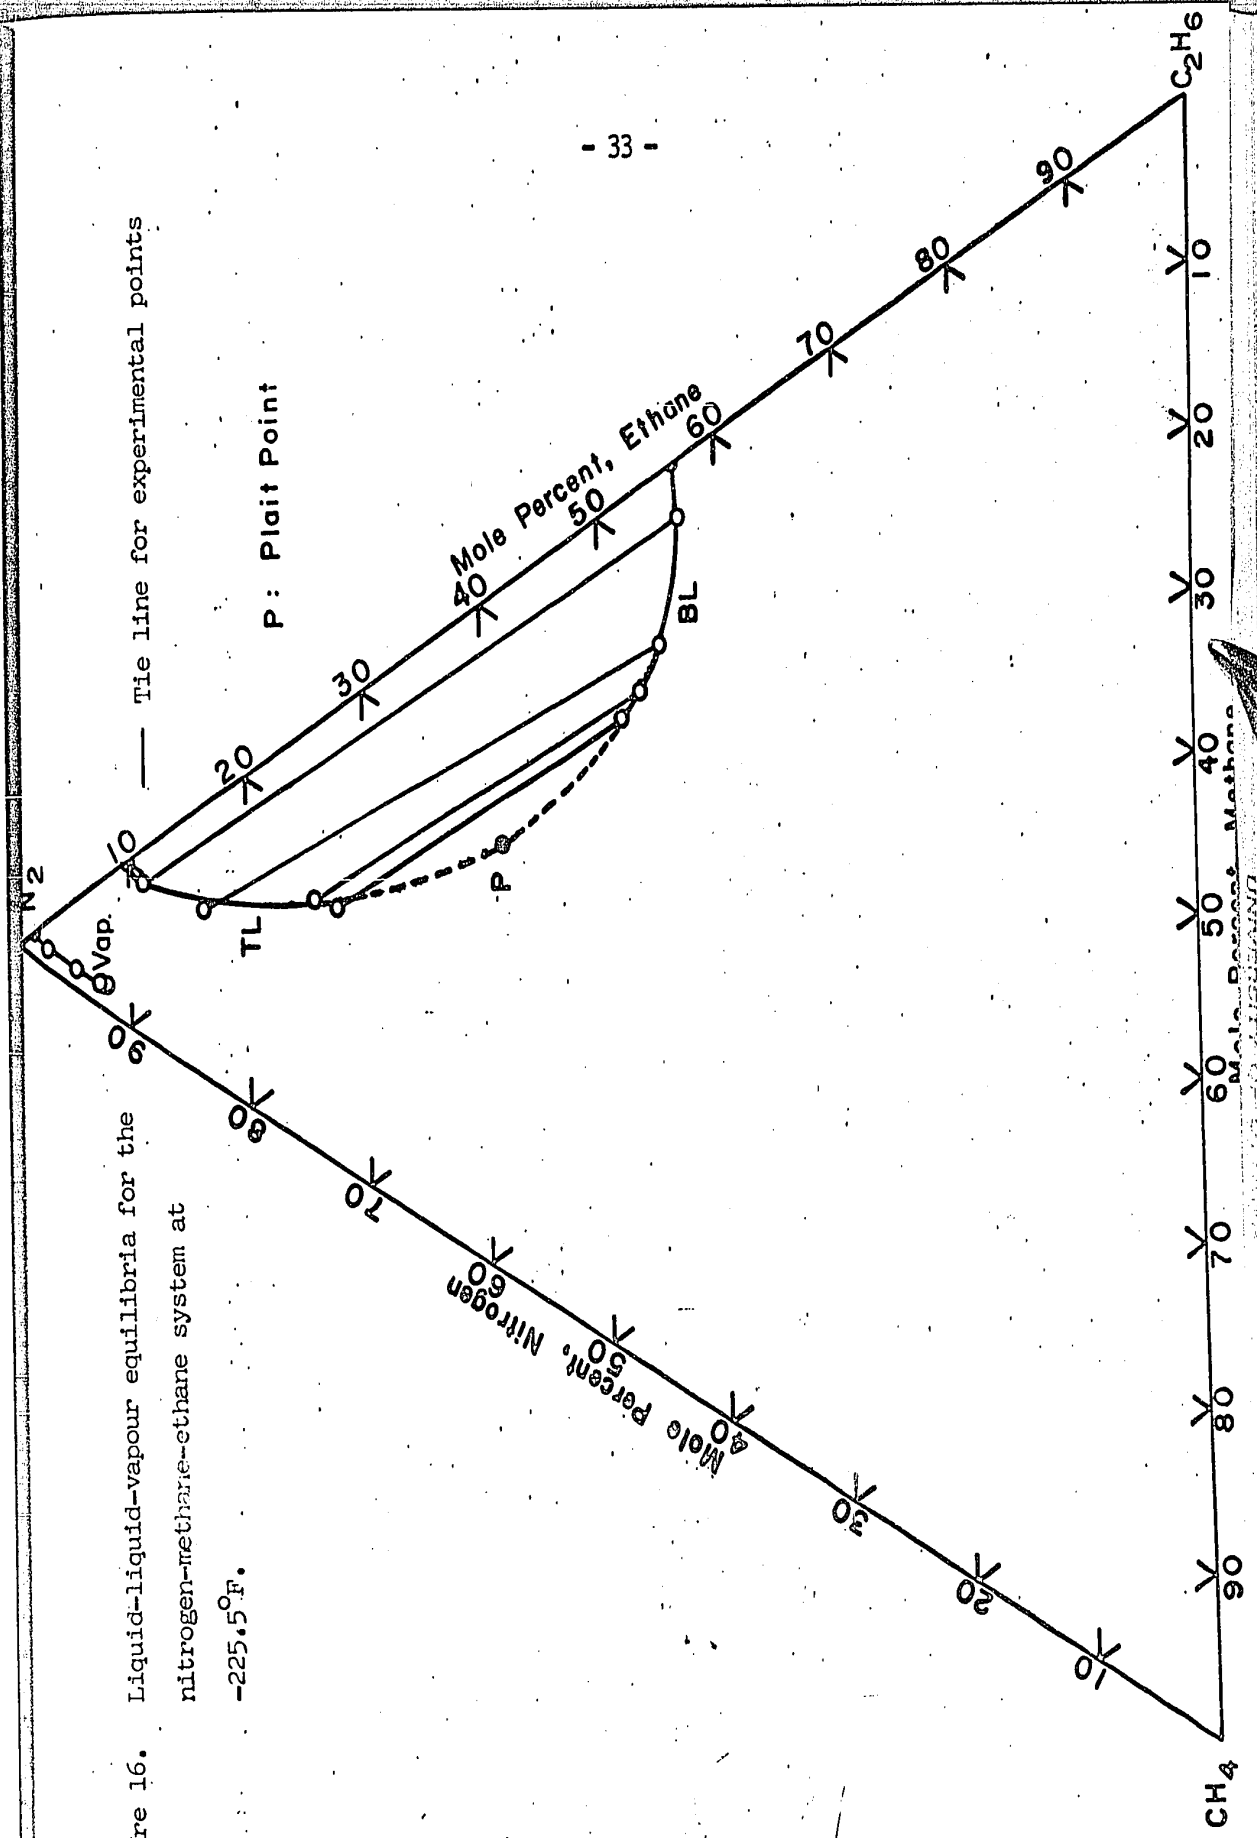 - 33 -
re 16. Liquid-liquid-vapour equilibria for the
nitrogen-methane-ethane system at
-225.5°F.
— Tie line for experimental points
P : Plait Point
N2
Vap.
TL
P
BL
C2H6
CH4
Mole Percent, Ethane
10
20
30
40
50
60
70
80
90
Mole Percent, Nitrogen
90
80
70
60
50
40
30
20
10
Mole Percent Methane
10
20
30
40
50
60
70
80
90